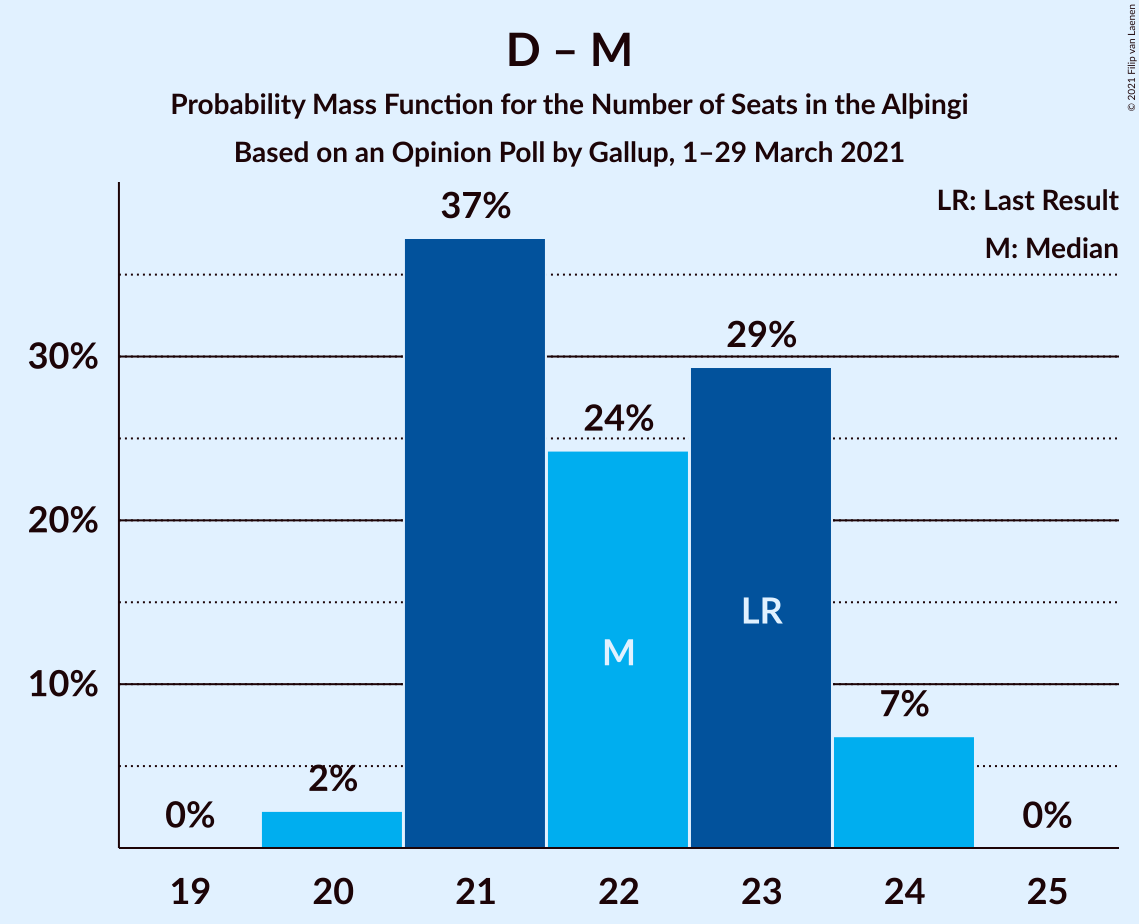 D – M
Probability Mass Function for the Number of Seats in the Alþingi
Based on an Opinion Poll by Gallup, 1–29 March 2021
© 2021 Filip van Laenen
LR: Last Result
M: Median
37%
29%
24%
7%
2%
0%
0%
30%
20%
10%
LR
M
19 20 21 22 23 24 25